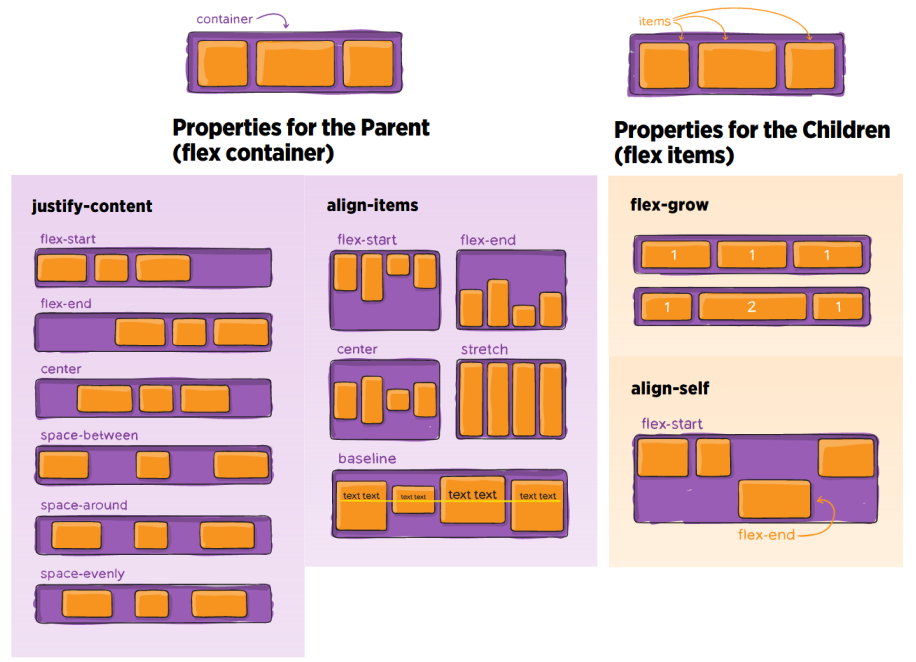 container
items
Properties for the Parent
(flex container)
Properties for the Children
(flex items)
justify-content
flex-start
flex-end
center
space-between
space-around
space-evenly
align-items
flex-start
flex-end
center
stretch
baseline
text text
text text
text text
text text
flex-grow
1 1 1
1 2 1
align-self
flex-start
flex-end